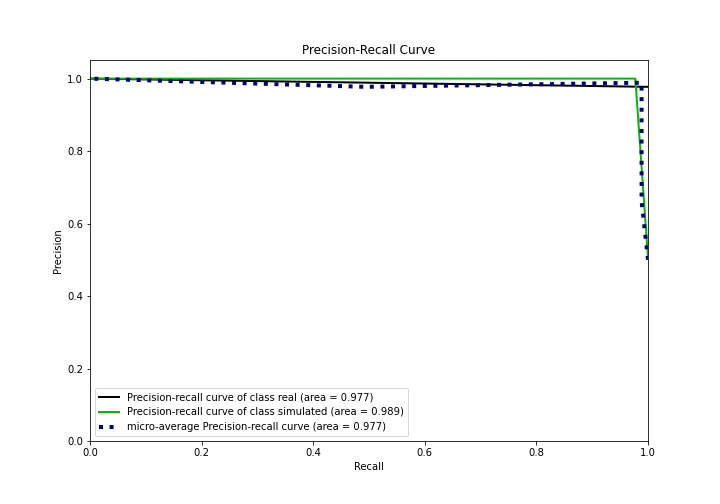 Precision-Recall Curve
1.0
0.8
0.6
0.4
0.2
0.0
Precision
Precision-recall curve of class real (area = 0.977)
Precision-recall curve of class simulated (area = 0.989)
micro-average Precision-recall curve (area = 0.977)
0.0 0.2 0.4 0.6 0.8 1.0
Recall